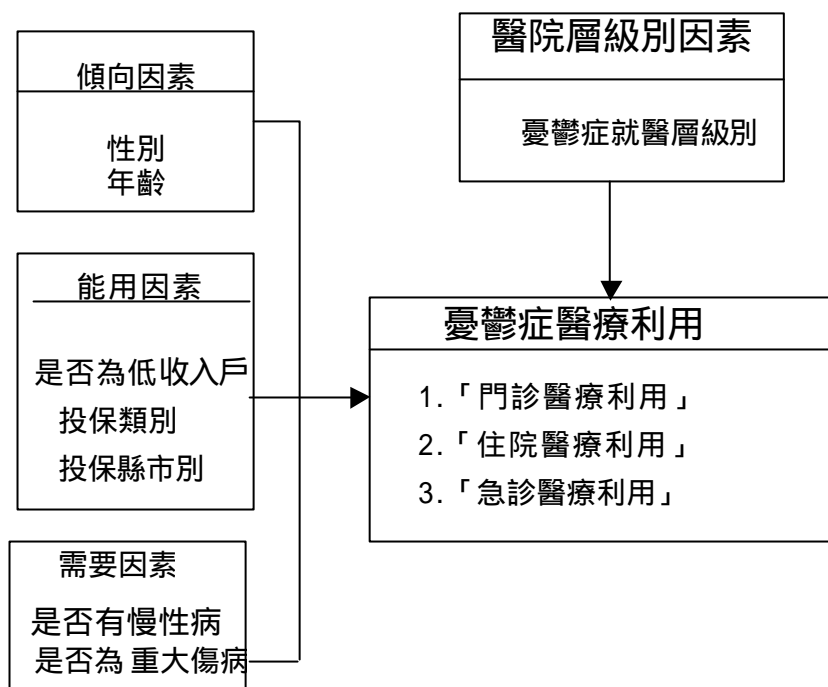 傾向因素
性別
年齡
能用因素
是否為低收入戶
投保類別
投保縣市別
需要因素
是否有慢性病
是否為 重大傷病
醫院層級別因素
憂鬱症就醫層級別
憂鬱症醫療利用
1.「門診醫療利用」
2.「住院醫療利用」
3.「急診醫療利用」